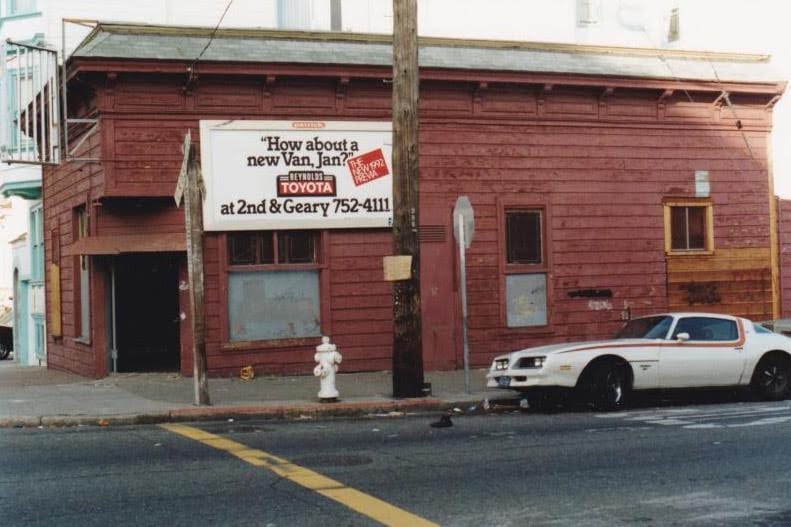 "How about a
new Van, Jan?"
THE
NEW 1992
PREVIA
REYNOLDS
TOYOTA
at 2nd & Geary 752-4111